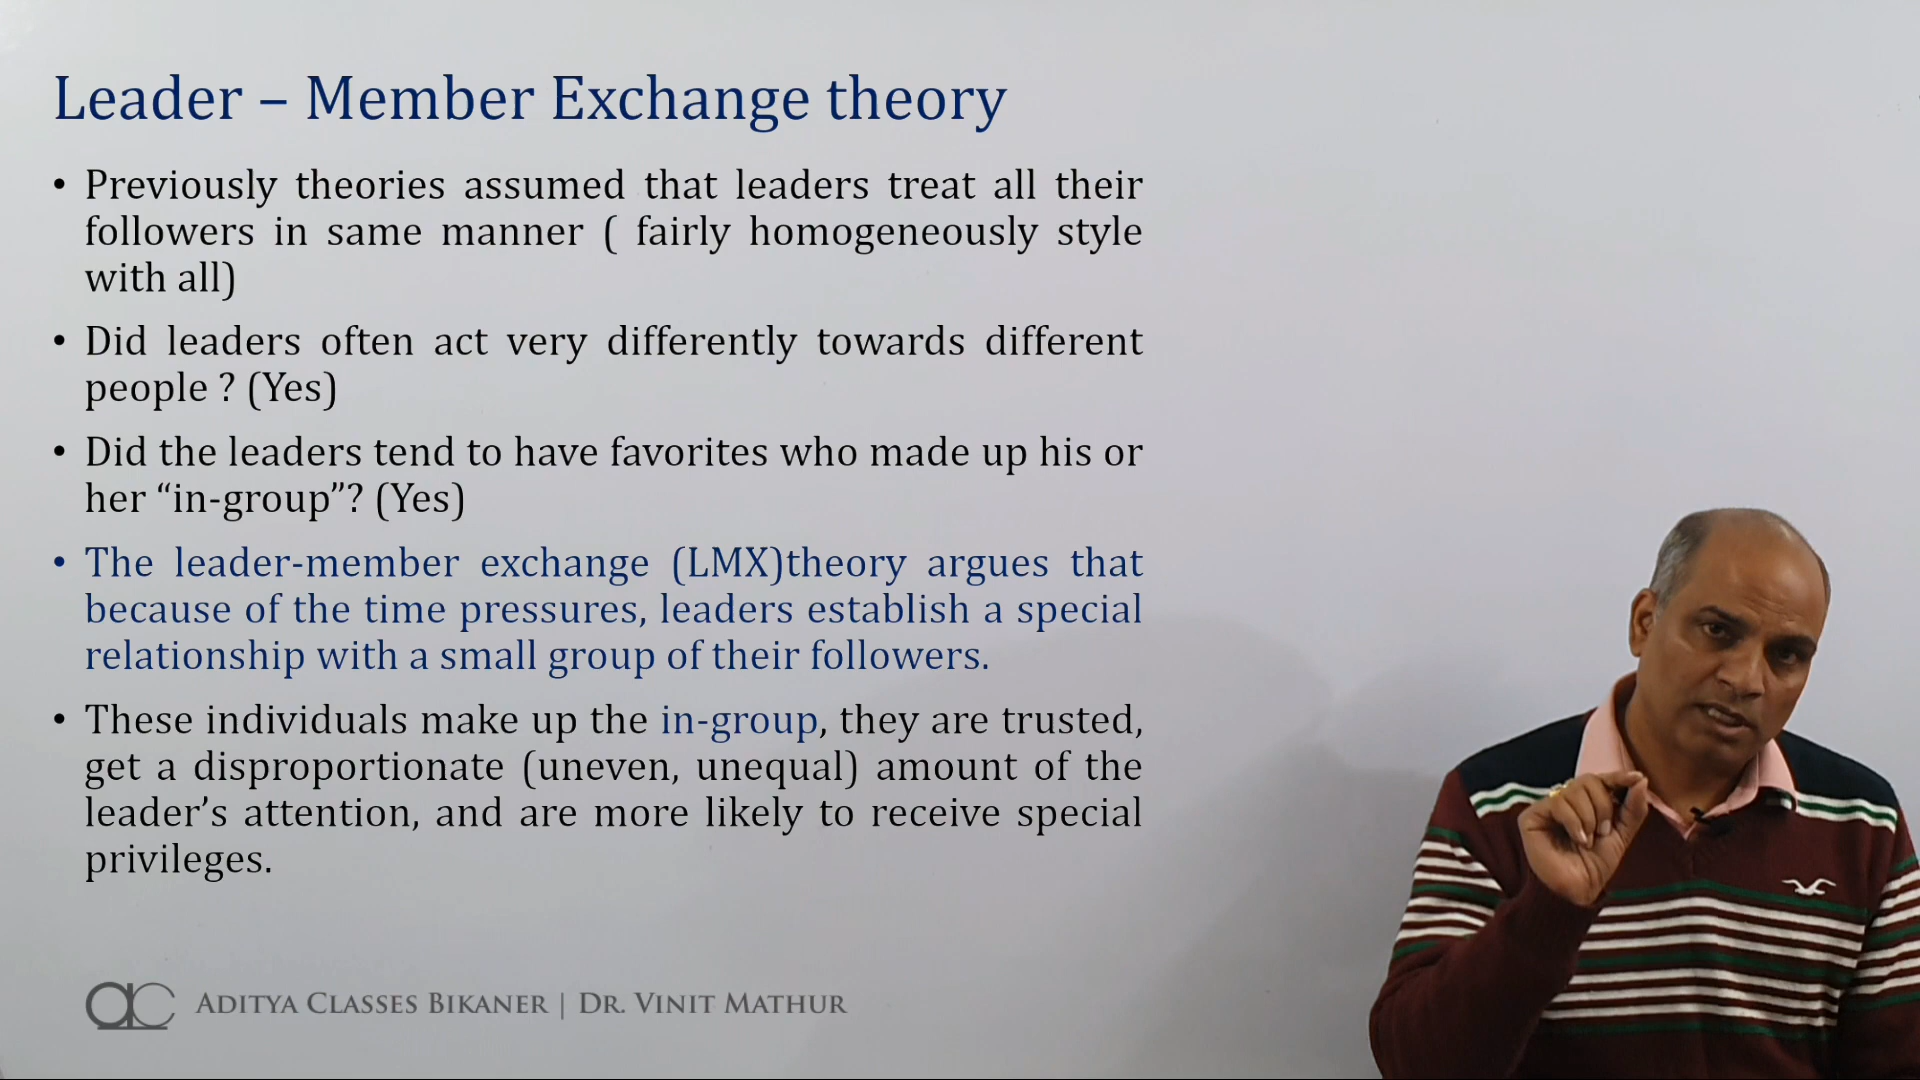 Leader – Member Exchange theory
• Previously theories assumed that leaders treat all their
followers in same manner ( fairly homogeneously style
with all)
• Did leaders often act very differently towards different
people ? (Yes)
• Did the leaders tend to have favorites who made up his or
her “in-group”? (Yes)
• The leader-member exchange (LMX)theory argues that
because of the time pressures, leaders establish a special
relationship with a small group of their followers.
• These individuals make up the in-group, they are trusted,
get a disproportionate (uneven, unequal) amount of the
leader’s attention, and are more likely to receive special
privileges.
ac ADITYA CLASSES BIKANER | DR. VINIT MATHUR